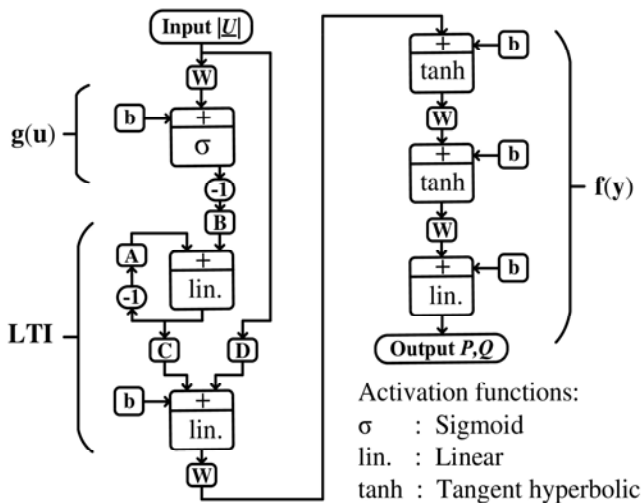 Input |U|
W
b
+
σ
g(u)
-1
B
A
+
lin.
-1
LTI
C
D
b
+
lin.
W
+
b
tanh
W
+
b
tanh
f(y)
W
+
b
lin.
Output P,Q
Activation functions:
σ : Sigmoid
lin. : Linear
tanh : Tangent hyperbolic